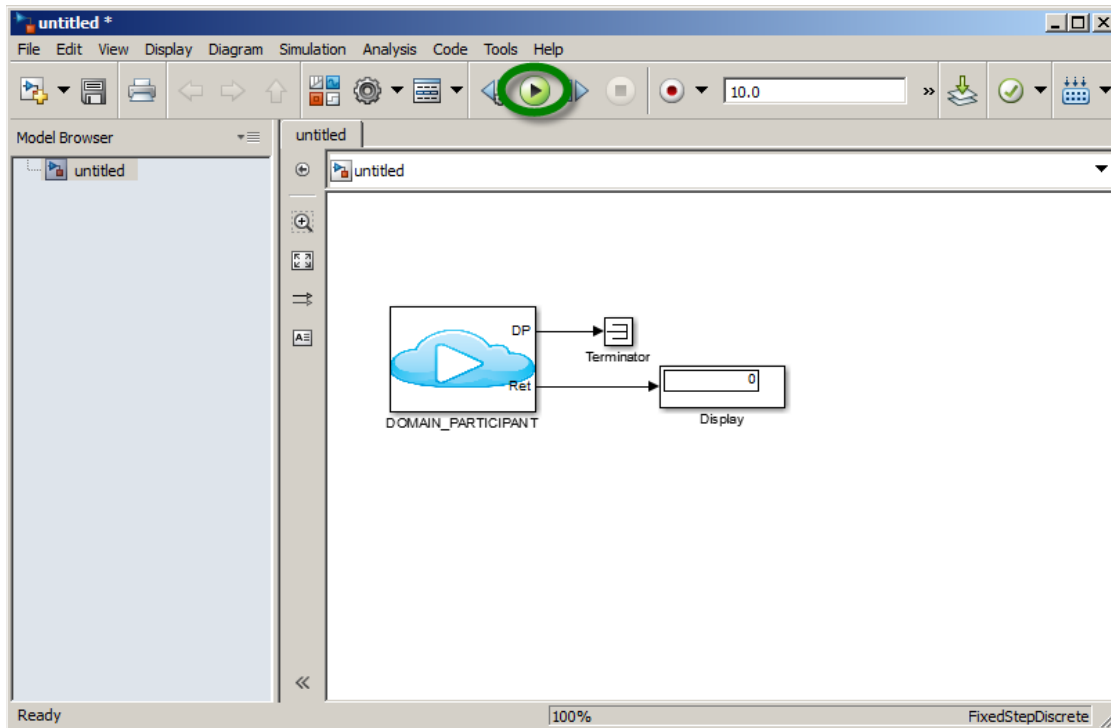 untitled *
File Edit View Display Diagram Simulation Analysis Code Tools Help
10.0 »
Model Browser
untitled
untitled
untitled
DP
Terminator
Ret
0
DOMAIN_PARTICIPANT
Display
Ready 100% FixedStepDiscrete